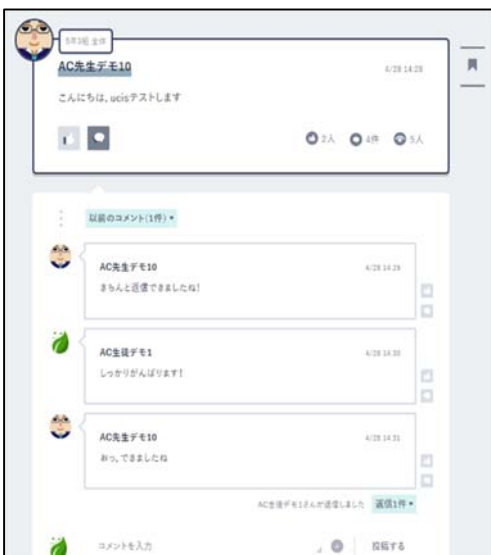 5年3組 全体
AC先生デモ10
4/28 14:28
こんにちは、ucisテストします
2人 4件 5人
以前のコメント(1件)
AC先生デモ10
4/28 14:29
きちんと返信できましたね!
AC生徒デモ1
4/28 14:30
しっかりがんばります!
AC先生デモ10
4/28 14:31
おっ、できましたね
AC生徒デモ1さんが返信しました 返信1件
コメントを入力
投稿する